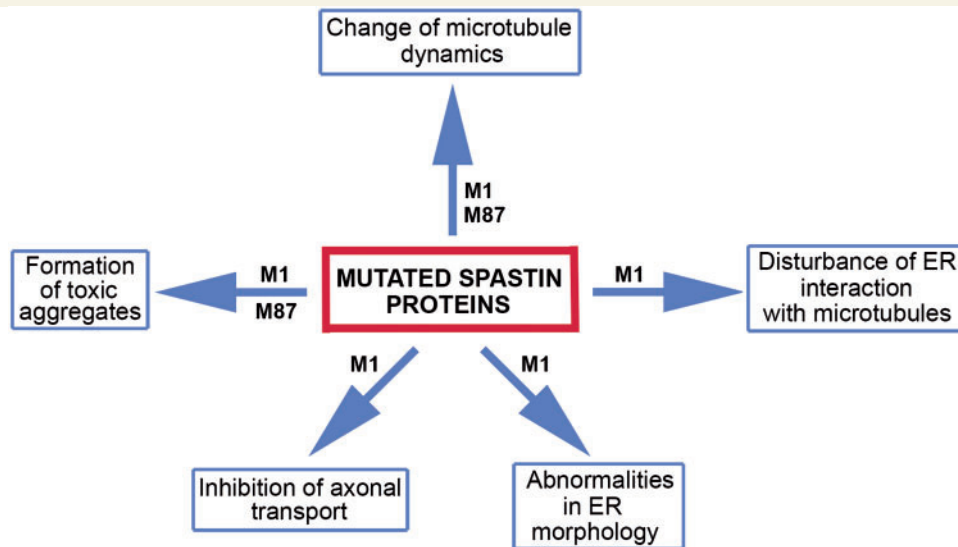 Change of microtubule
dynamics
M1
M87
Formation
of toxic
aggregates
M1
M87
MUTATED SPASTIN
PROTEINS
M1
Disturbance of ER
interaction
with microtubules
M1
M1
Inhibition of axonal
transport
Abnormalities
in ER
morphology